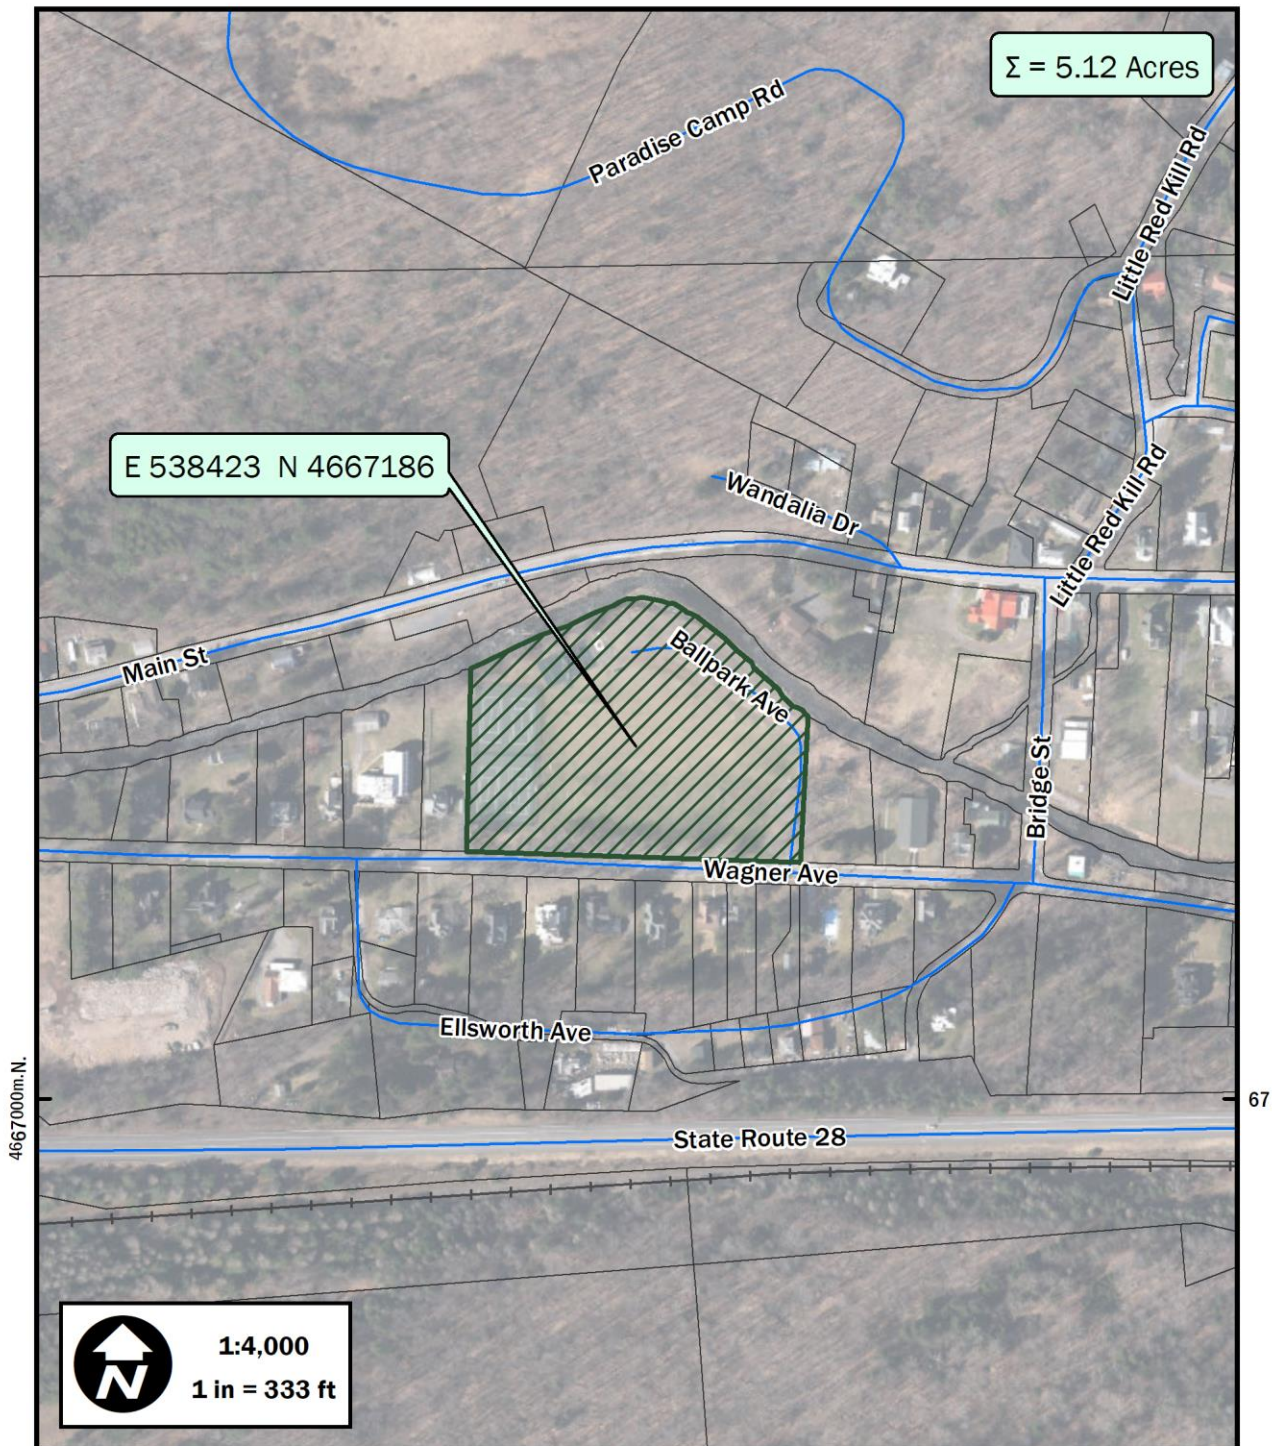 Σ = 5.12 Acres
Paradise Camp Rd
Little Red Kill Rd
E 538423 N 4667186
Wandalia Dr
Little Red Kill Rd
Main St
Ballpark Ave
Bridge St
Wagner Ave
Ellsworth Ave
4667000m.N.
67
State Route 28
N
1:4,000
1 in = 333 ft